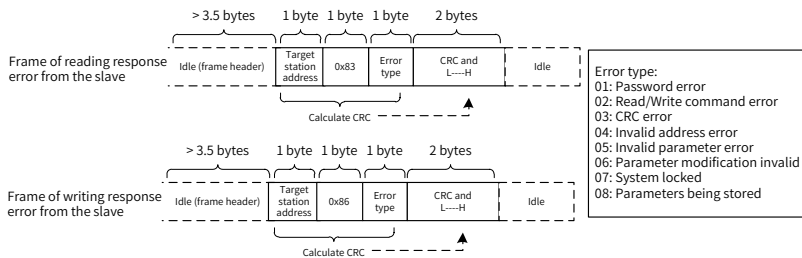 > 3.5 bytes 1 byte 1 byte 1 byte 2 bytes
Frame of reading response
error from the slave
Idle (frame header)
Target
station
address
0x83
Error
type
CRC and
L----H
Idle
Calculate CRC
> 3.5 bytes 1 byte 1 byte 1 byte 2 bytes
Frame of writing response
error from the slave
Idle (frame header)
Target
station
address
0x86
Error
type
CRC and
L----H
Idle
Calculate CRC
Error type:
01: Password error
02: Read/Write command error
03: CRC error
04: Invalid address error
05: Invalid parameter error
06: Parameter modification invalid
07: System locked
08: Parameters being stored